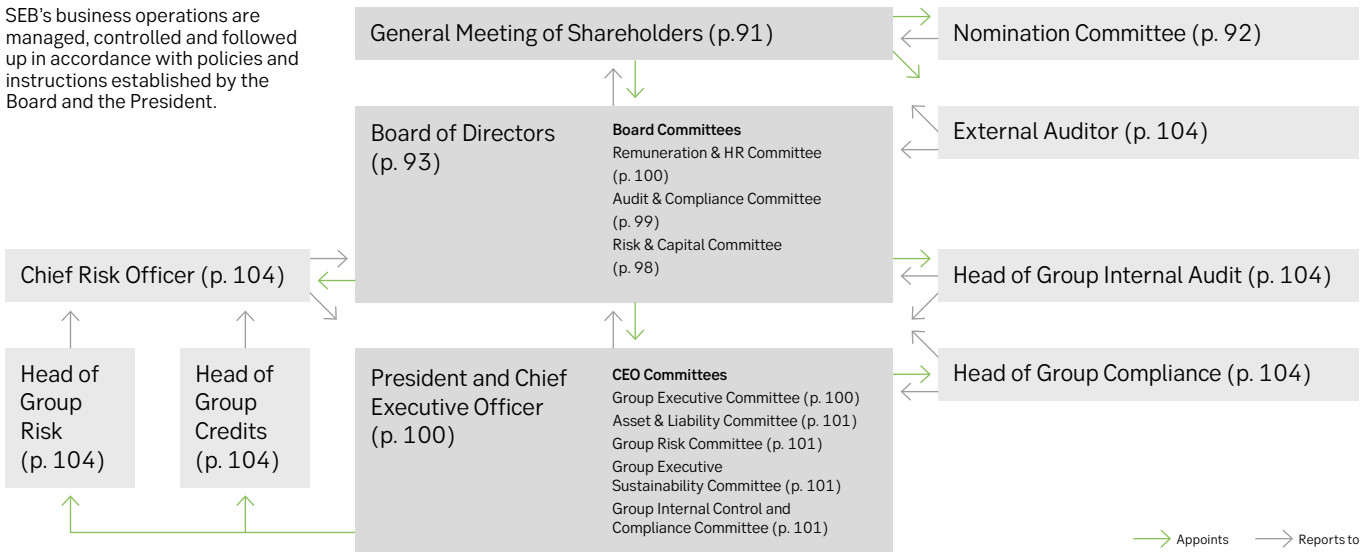 SEB's business operations are
managed, controlled and followed
up in accordance with policies and
instructions established by the
Board and the President.
General Meeting of Shareholders (p.91)
Nomination Committee (p. 92)
Board of Directors
(p. 93)
Board Committees
Remuneration & HR Committee
(p. 100)
Audit & Compliance Committee
(p. 99)
Risk & Capital Committee
(p. 98)
External Auditor (p. 104)
Chief Risk Officer (p. 104)
Head of Group Internal Audit (p. 104)
Head of
Group
Risk
(p. 104)
Head of
Group
Credits
(p. 104)
President and Chief
Executive Officer
(p. 100)
CEO Committees
Group Executive Committee (p. 100)
Asset & Liability Committee (p. 101)
Group Risk Committee (p. 101)
Group Executive
Sustainability Committee (p. 101)
Group Internal Control and
Compliance Committee (p. 101)
Head of Group Compliance (p. 104)
Appoints
Reports to